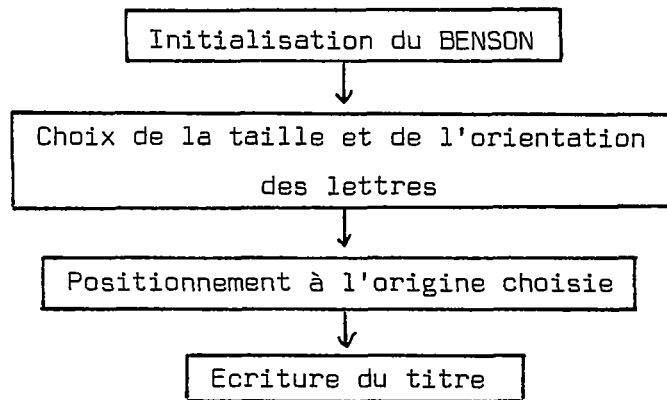 Initialisation du BENSON
Choix de la taille et de l'orientation
des lettres
Positionnement à l'origine choisie
Ecriture du titre